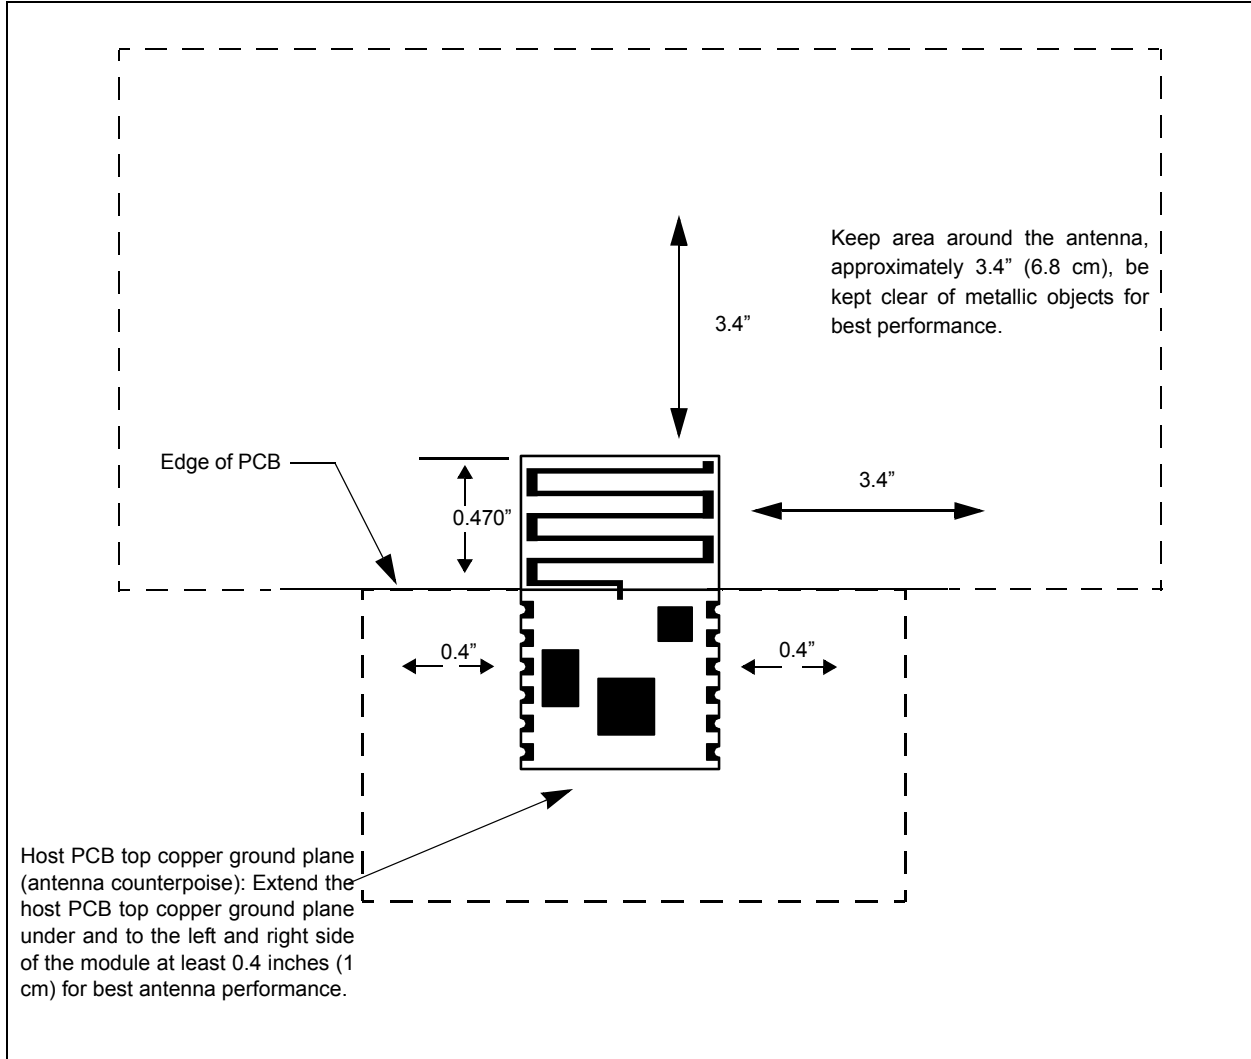 Keep area around the antenna,
approximately 3.4” (6.8 cm), be
kept clear of metallic objects for
best performance.
3.4”
Edge of PCB
3.4”
0.470”
0.4”
0.4”
Host PCB top copper ground plane
(antenna counterpoise): Extend the
host PCB top copper ground plane
under and to the left and right side
of the module at least 0.4 inches (1
cm) for best antenna performance.